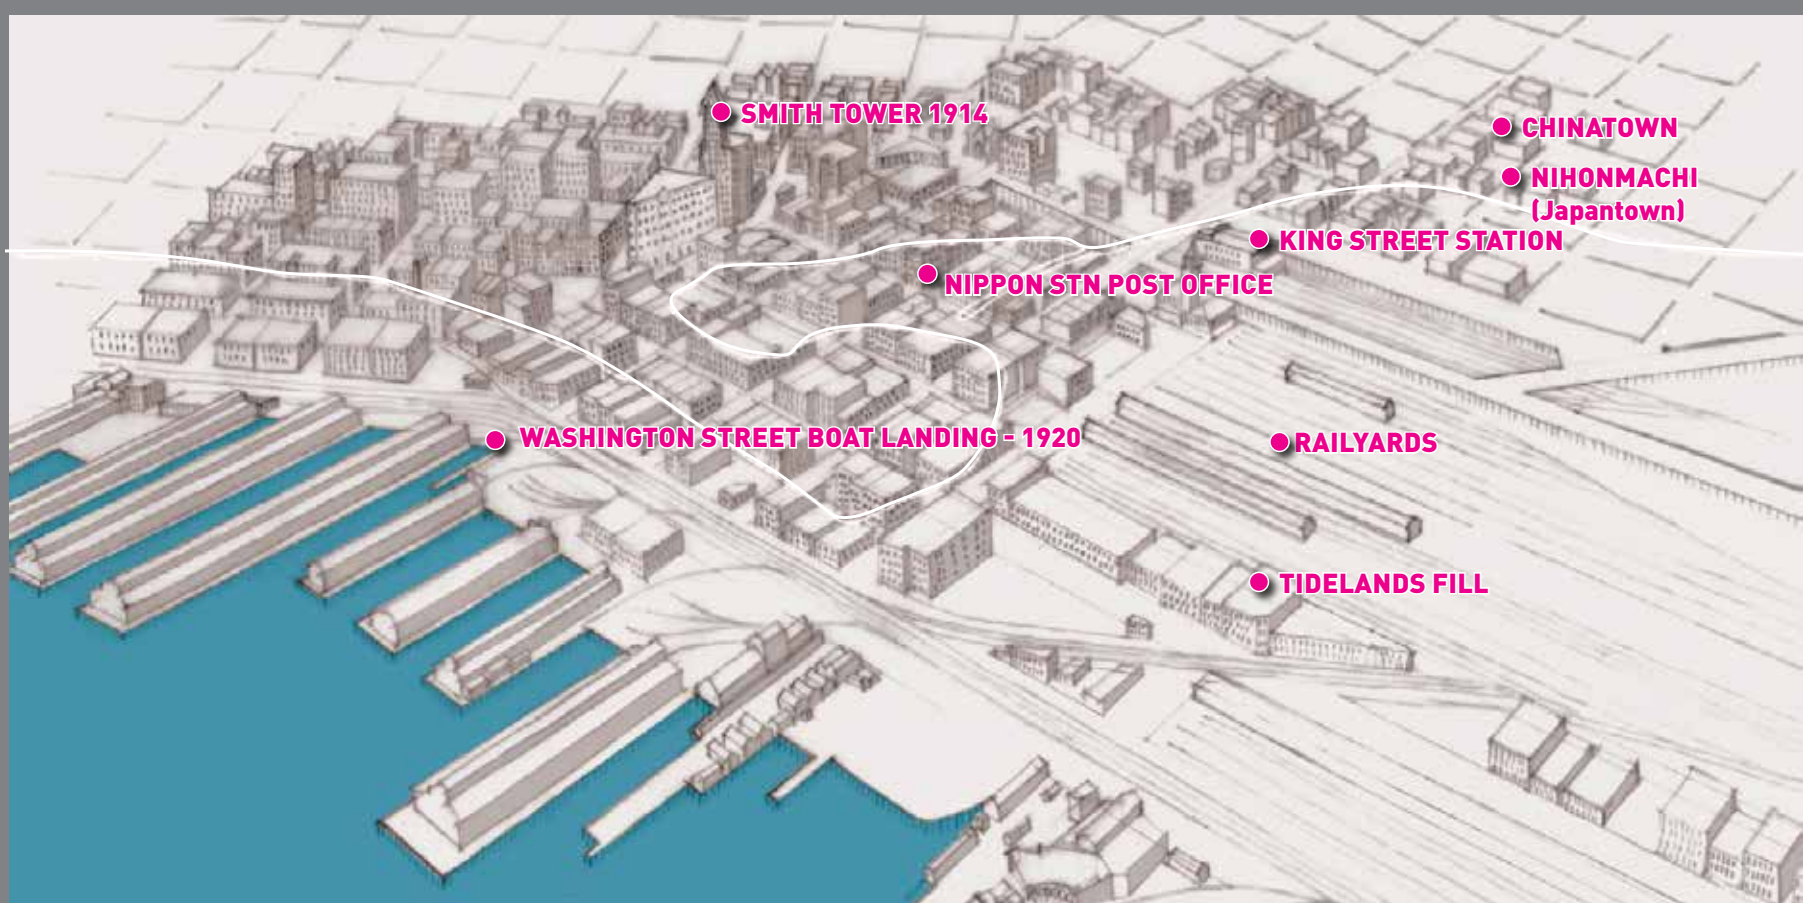 SMITH TOWER 1914
CHINATOWN
NIHONMACHI
(Japantown)
KING STREET STATION
NIPPON STN POST OFFICE
WASHINGTON STREET BOAT LANDING - 1920
RAILYARDS
TIDELANDS FILL